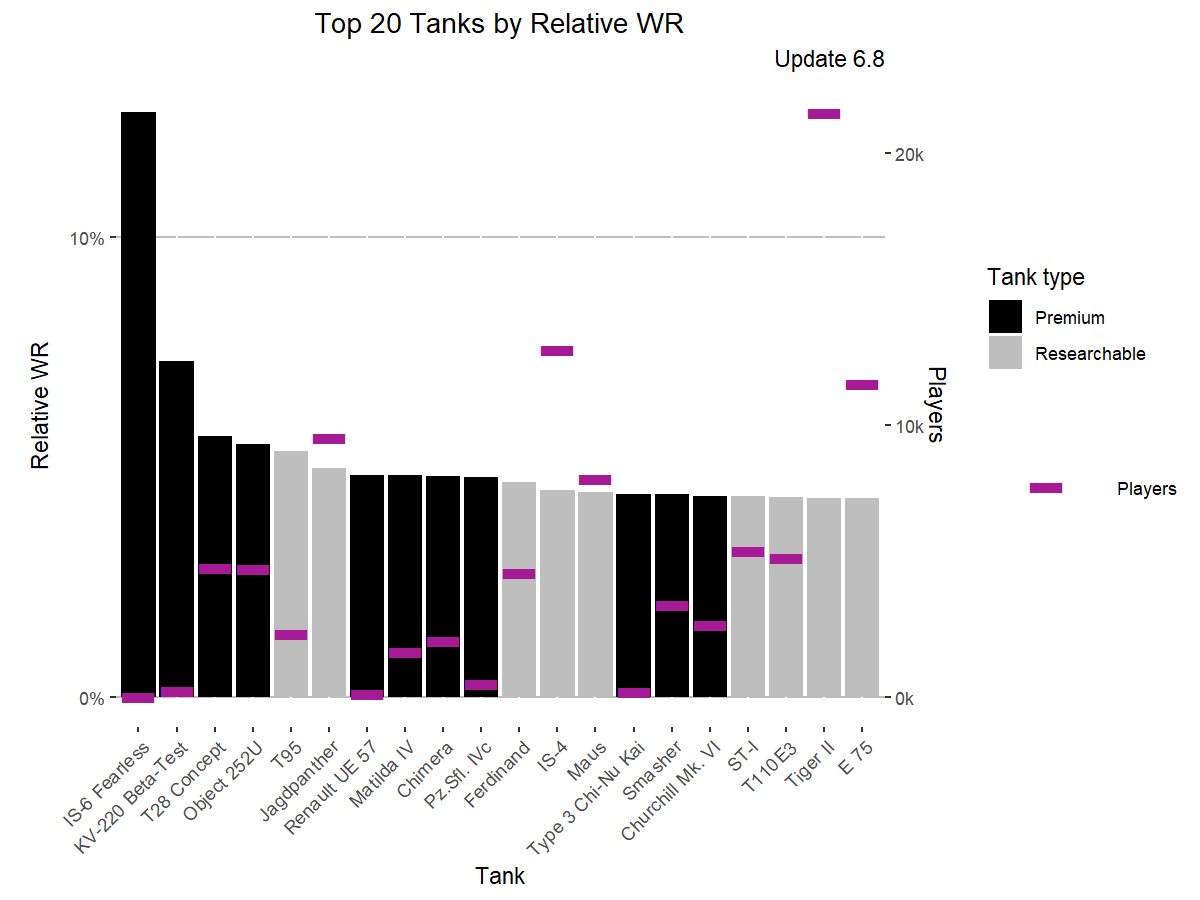 Top 20 Tanks by Relative WR
Update 6.8
20k
10%
Tank type
Premium
Researchable
Relative WR
Players
10k
Players
0%
0k
IS-6 Fearless
KV-220 Beta-Test
T28 Concept
Object 252U
T95
Jagdpanther
Renault UE 57
Matilda IV
Chimera
Pz.Sfl. IVc
Ferdinand
IS-4
Maus
Type 3 Chi-Nu Kai
Smasher
Churchill Mk. VI
ST-I
T110E3
Tiger II
E 75
Tank